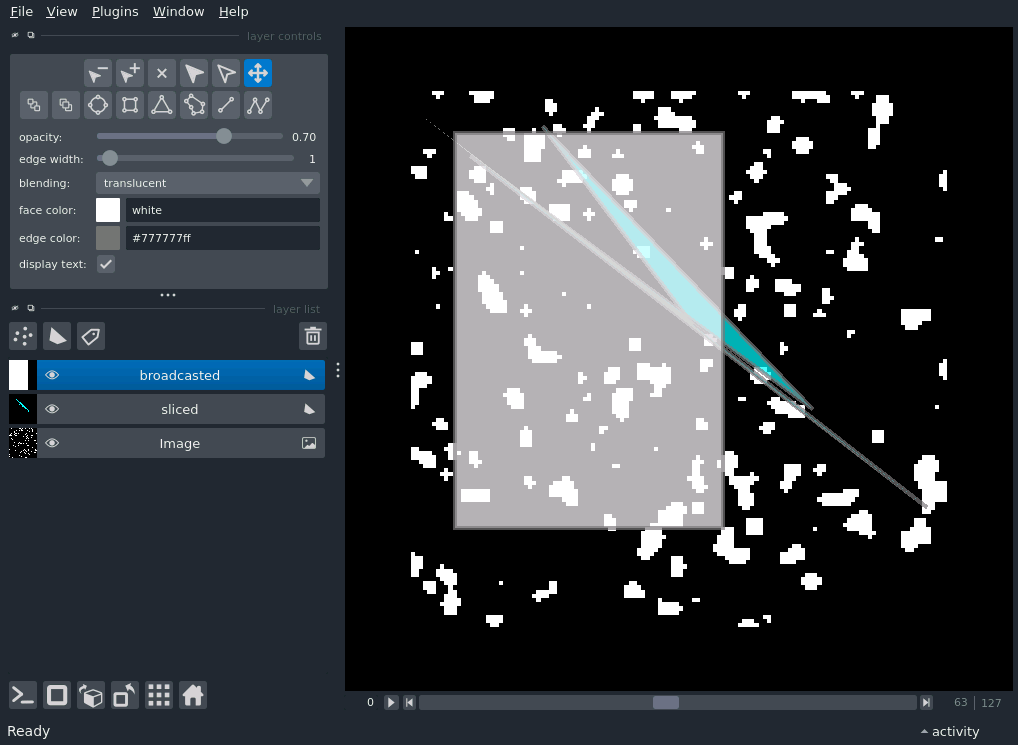 File View Plugins Window Help
layer controls
opacity: 0.70
edge width: 1
blending: translucent
face color: white
edge color: #777777ff
display text:
layer list
broadcasted
sliced
Image
0 63 127
Ready activity